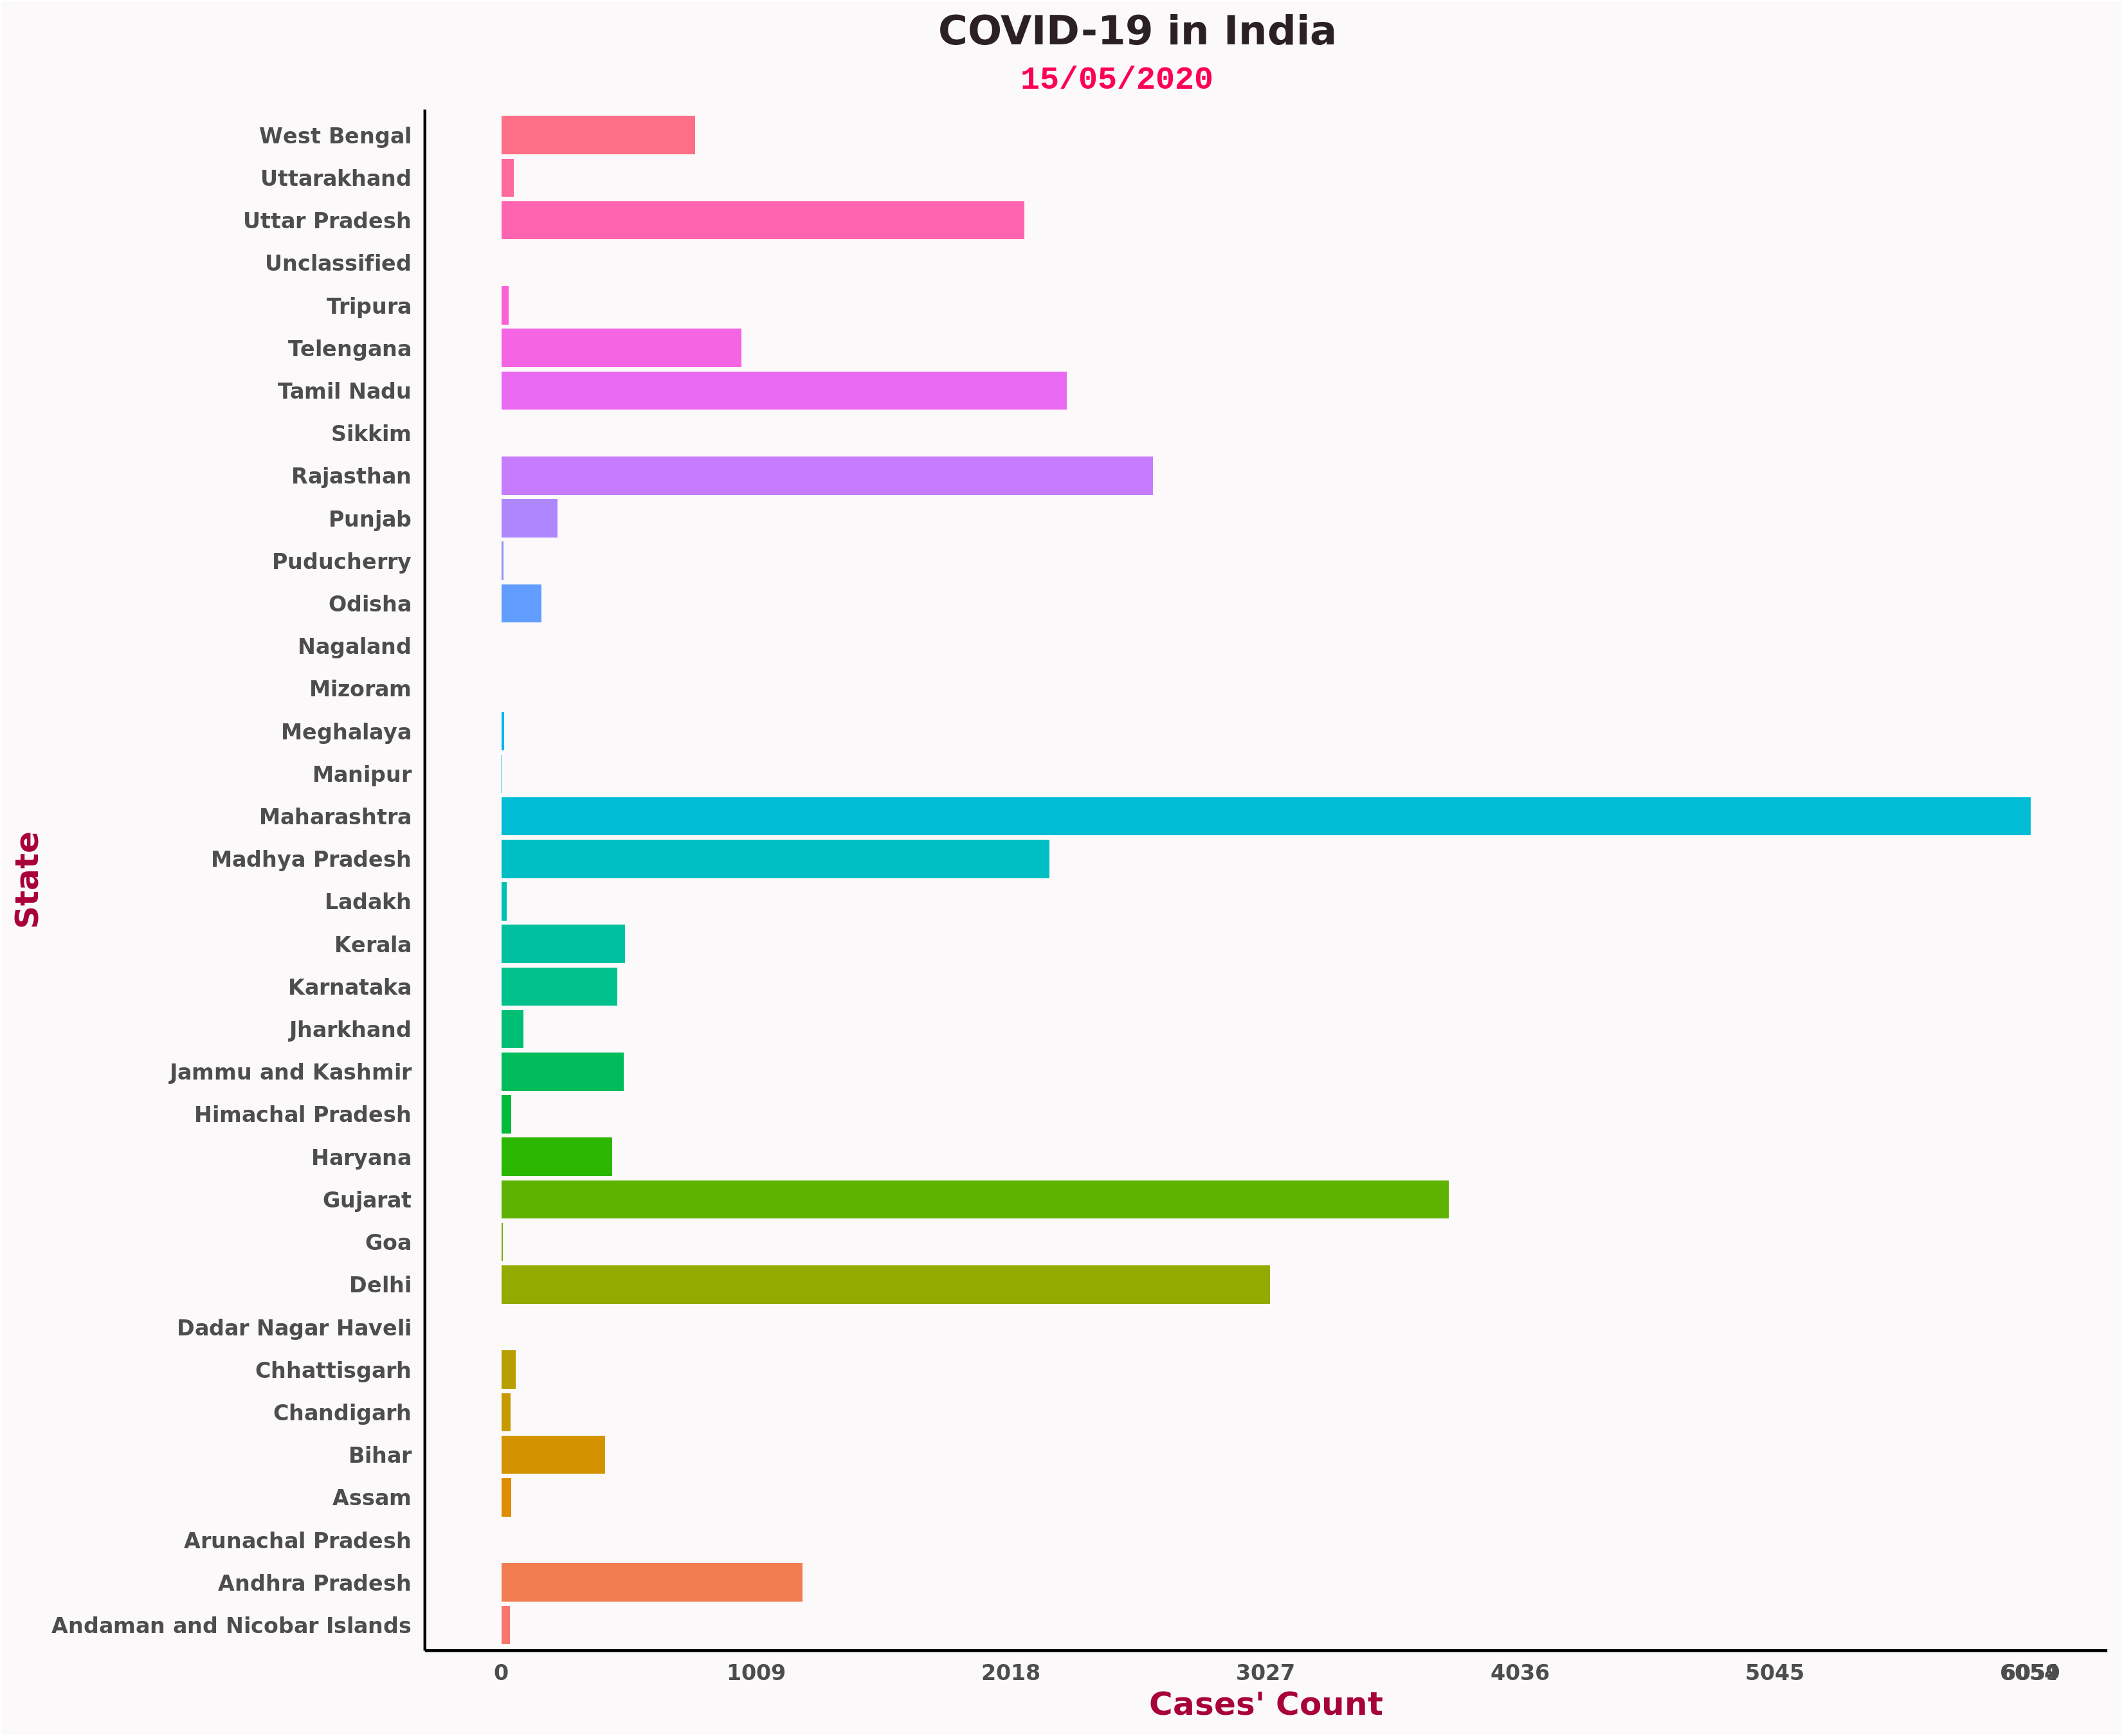 COVID-19 in India
15/05/2020
West Bengal
Uttarakhand
Uttar Pradesh
Unclassified
Tripura
Telengana
Tamil Nadu
Sikkim
Rajasthan
Punjab
Puducherry
Odisha
Nagaland
Mizoram
Meghalaya
Manipur
Maharashtra
Madhya Pradesh
Ladakh
Kerala
Karnataka
Jharkhand
Jammu and Kashmir
Himachal Pradesh
Haryana
Gujarat
Goa
Delhi
Dadar Nagar Haveli
Chhattisgarh
Chandigarh
Bihar
Assam
Arunachal Pradesh
Andhra Pradesh
Andaman and Nicobar Islands
State
0 1009 2018 3027 4036 5045
Cases' Count